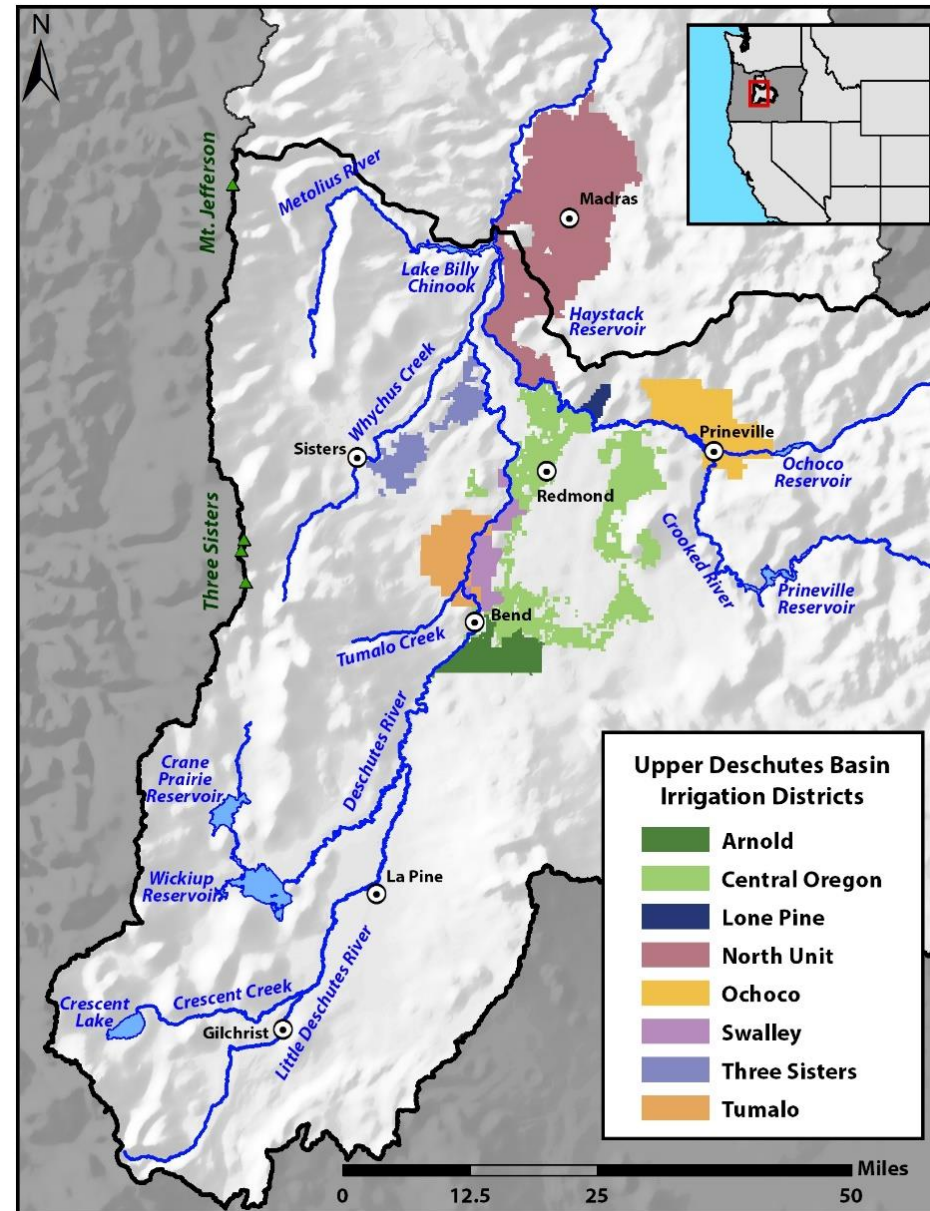 N
Mt. Jefferson
Metolius River
Madras
Lake Billy
Chinook
Haystack
Reservoir
Whychus Creek
Sisters
Prineville
Ochoco
Reservoir
Redmond
Three Sisters
Crooked River
Prineville
Reservoir
Bend
Tumalo Creek
Deschutes River
Crane
Prairie
Reservoir
Wickiup
Reservoir
La Pine
Crescent Creek
Crescent
Lake
Gilchrist
Little Deschutes River
Upper Deschutes Basin
Irrigation Districts
Arnold
Central Oregon
Lone Pine
North Unit
Ochoco
Swalley
Three Sisters
Tumalo
Miles
0 12.5 25 50